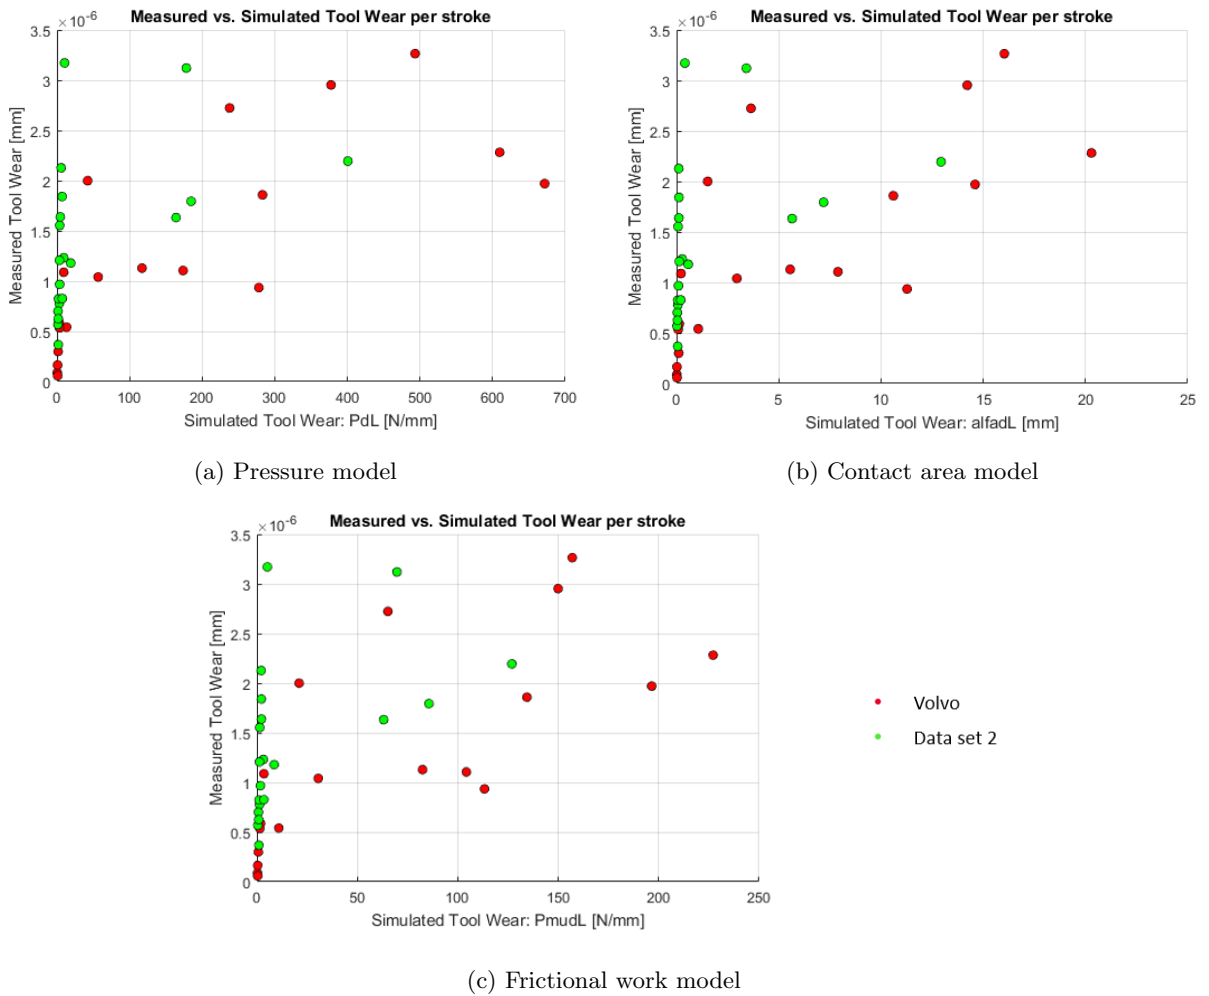 Measured vs. Simulated Tool Wear per stroke
×10-6
3.5
3
2.5
2
1.5
1
0.5
0
Measured Tool Wear [mm]
0 100 200 300 400 500 600 700
Simulated Tool Wear: PdL [N/mm]
(a) Pressure model
Measured vs. Simulated Tool Wear per stroke
×10-6
3.5
3
2.5
2
1.5
1
0.5
0
Measured Tool Wear [mm]
0 5 10 15 20 25
Simulated Tool Wear: alfadL [mm]
(b) Contact area model
Measured vs. Simulated Tool Wear per stroke
×10-6
3.5
3
2.5
2
1.5
1
0.5
0
Measured Tool Wear [mm]
0 50 100 150 200 250
Simulated Tool Wear: PmudL [N/mm]
Volvo
Data set 2
(c) Frictional work model